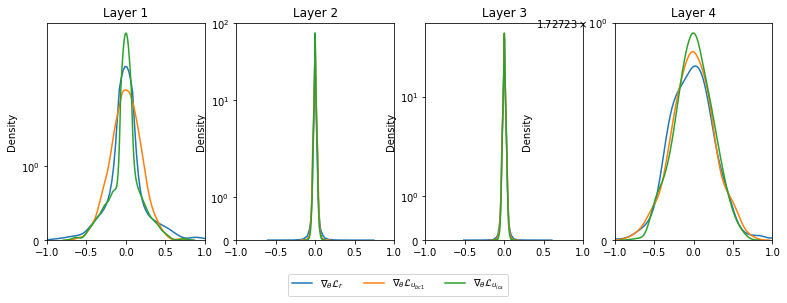 Layer 1
Layer 2
Layer 3
Layer 4
10²
1.72723 × 10⁰
10¹
10¹
10⁰
10⁰
10⁰
0
0
0
0
Density
Density
Density
Density
−1.0 −0.5 0.0 0.5 1.0
−1.0 −0.5 0.0 0.5 1.0
−1.0 −0.5 0.0 0.5 1.0
−1.0 −0.5 0.0 0.5 1.0
∇θℒr
∇θℒu_bc1
∇θℒu_ics